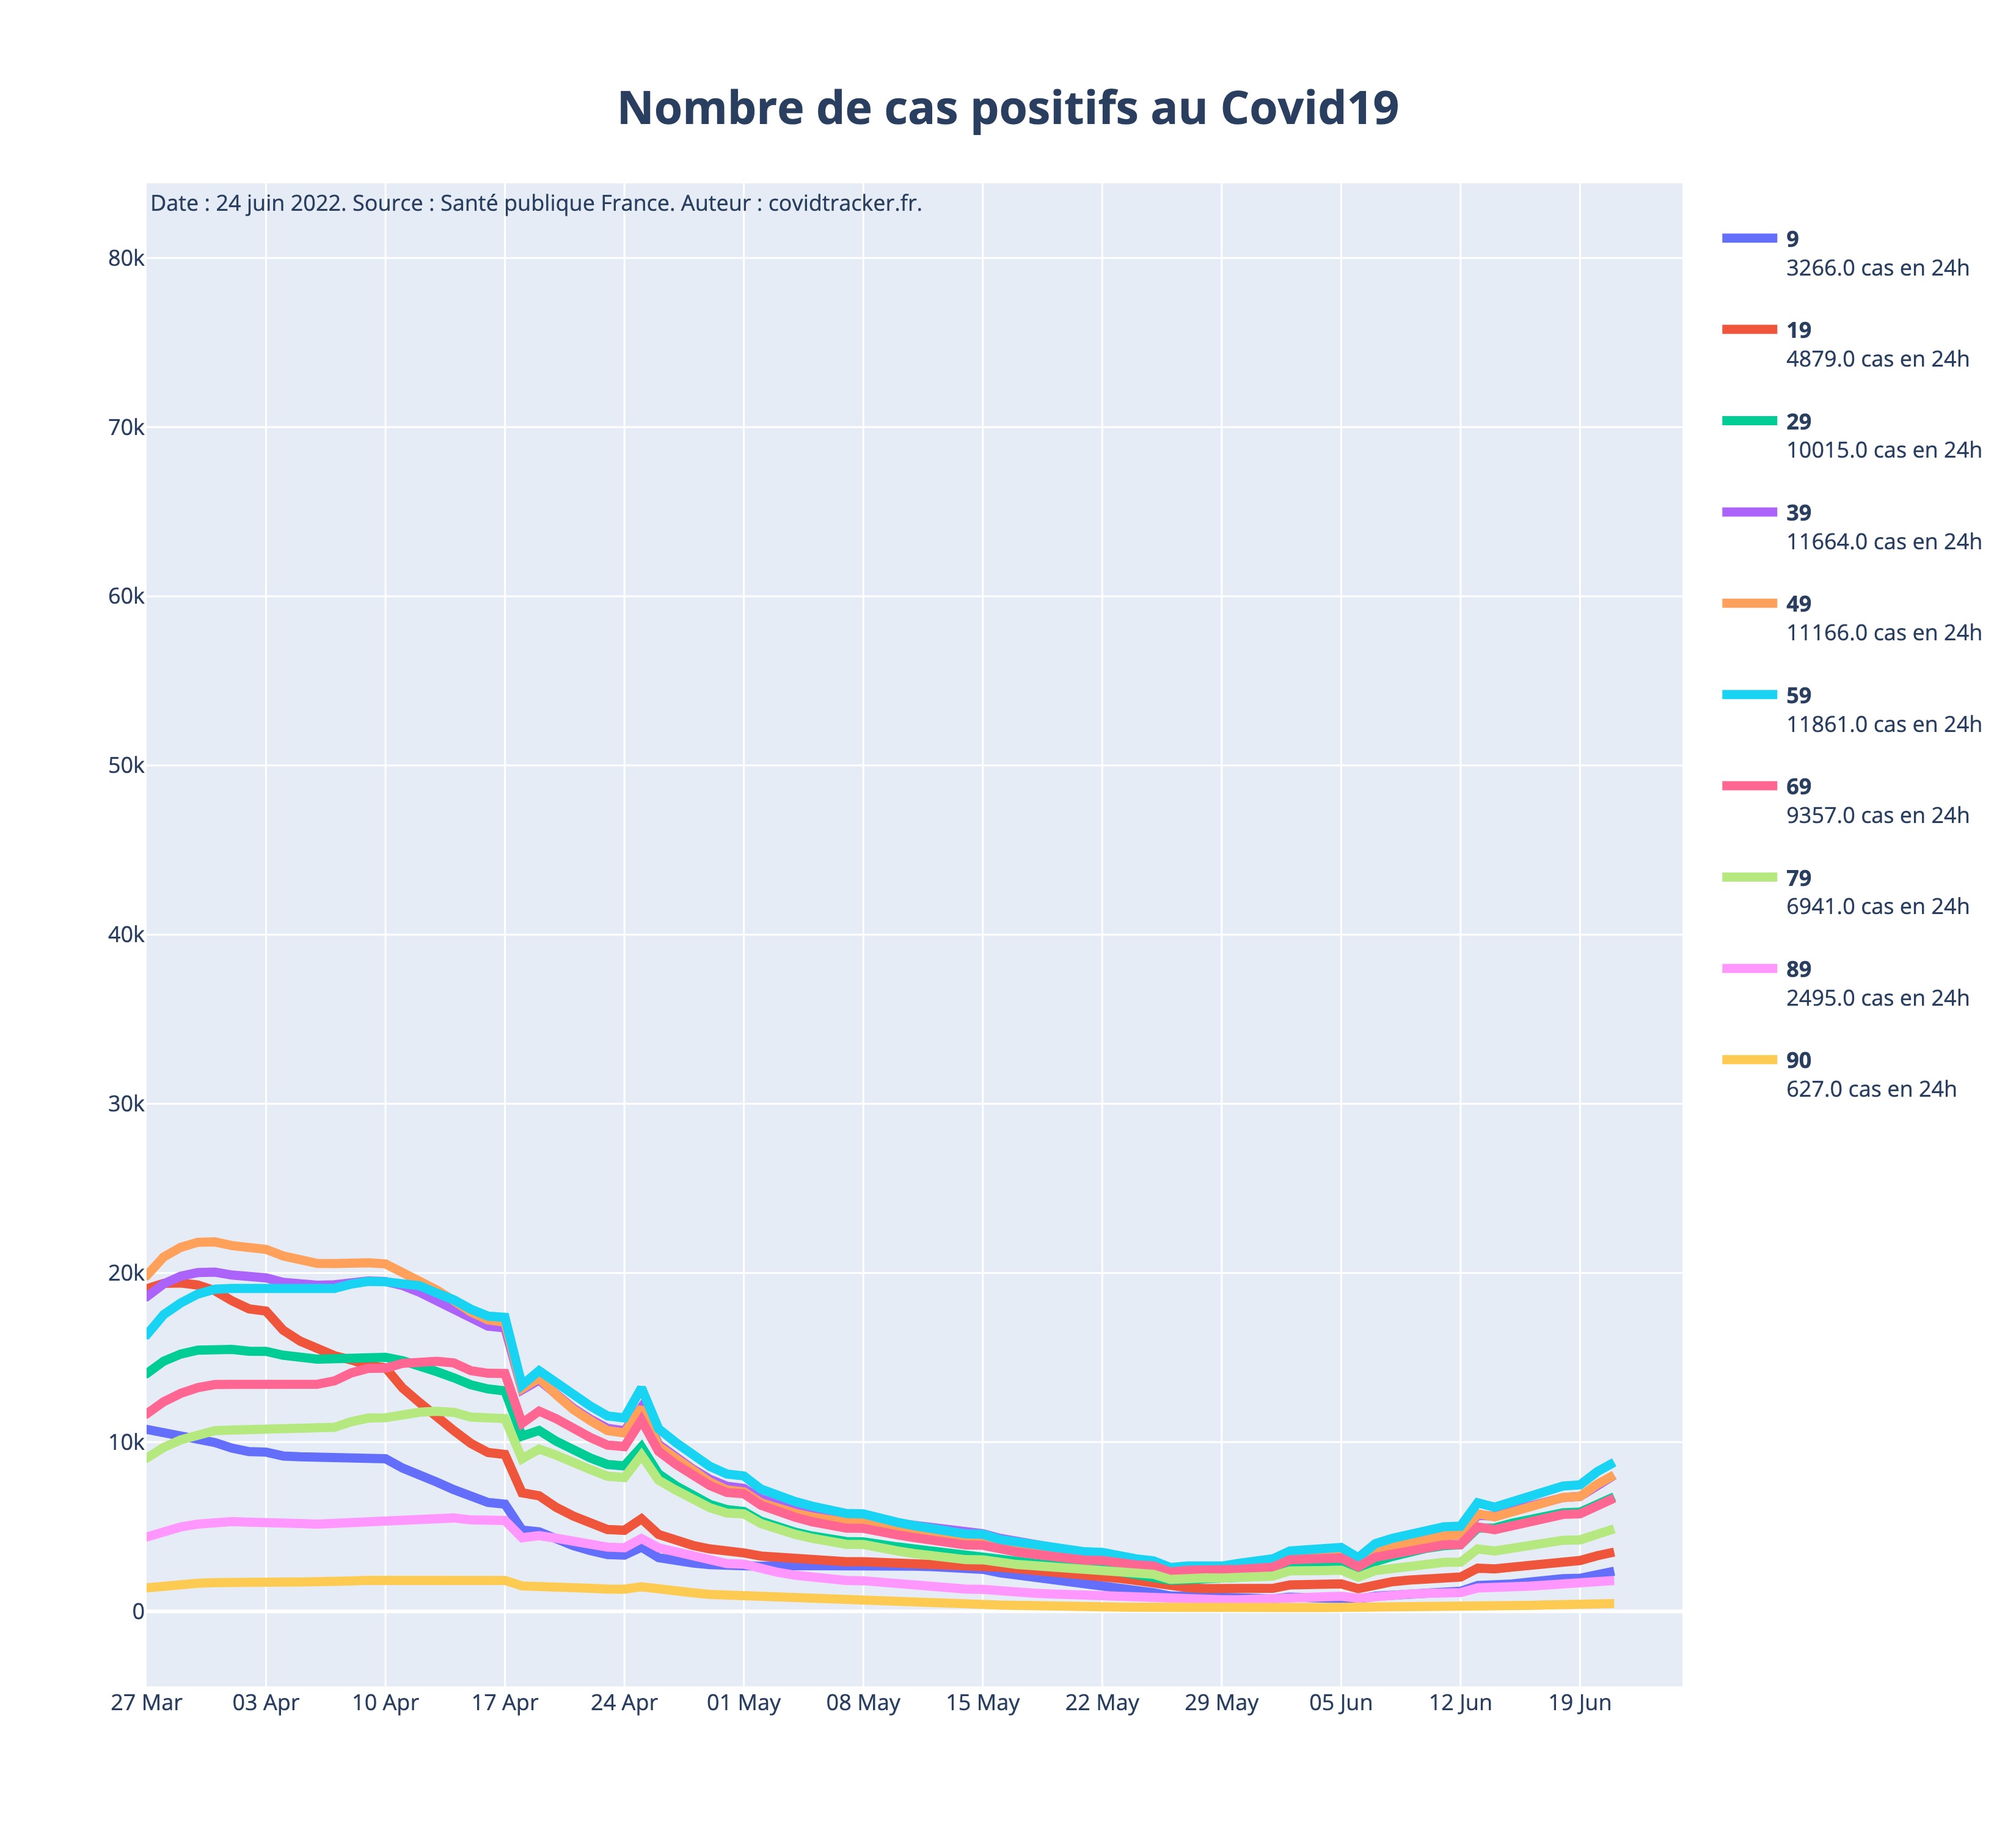 Nombre de cas positifs au Covid19
Date : 24 juin 2022. Source : Santé publique France. Auteur : covidtracker.fr.
80k
70k
60k
50k
40k
30k
20k
10k
0
27 Mar
03 Apr
10 Apr
17 Apr
24 Apr
01 May
08 May
15 May
22 May
29 May
05 Jun
12 Jun
19 Jun
9
3266.0 cas en 24h
19
4879.0 cas en 24h
29
10015.0 cas en 24h
39
11664.0 cas en 24h
49
11166.0 cas en 24h
59
11861.0 cas en 24h
69
9357.0 cas en 24h
79
6941.0 cas en 24h
89
2495.0 cas en 24h
90
627.0 cas en 24h